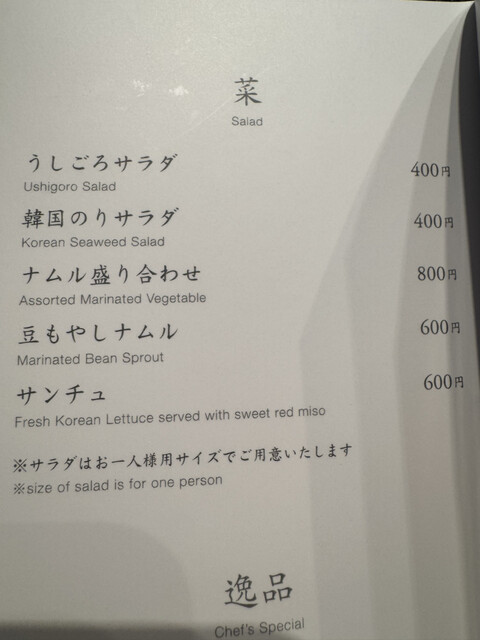 菜
Salad
うしごろサラダ 400円
Ushigoro Salad
韓国のりサラダ 400円
Korean Seaweed Salad
ナムル盛り合わせ 800円
Assorted Marinated Vegetable
豆もやしナムル 600円
Marinated Bean Sprout
サンチュ 600円
Fresh Korean Lettuce served with sweet red miso
※サラダはお一人様用サイズでご用意いたします
※size of salad is for one person
逸品
Chef's Special